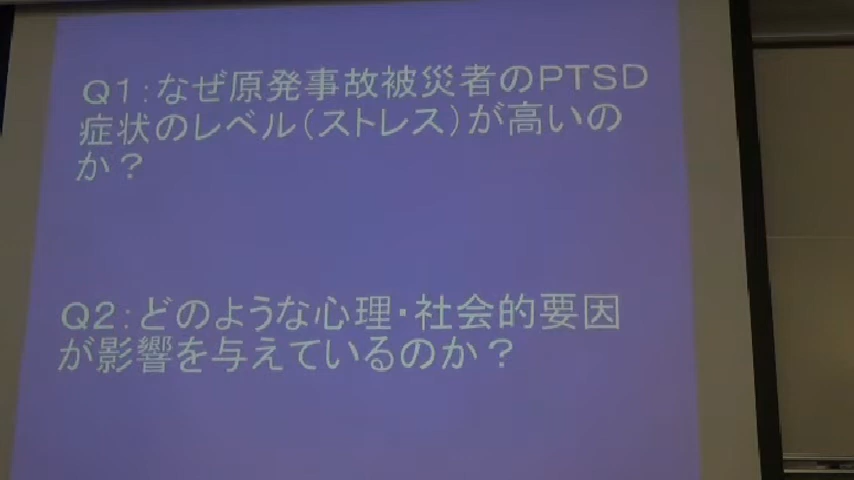 Q1:なぜ原発事故被災者のPTSD
症状のレベル(ストレス)が高いの
か?
Q2:どのような心理・社会的要因
が影響を与えているのか?